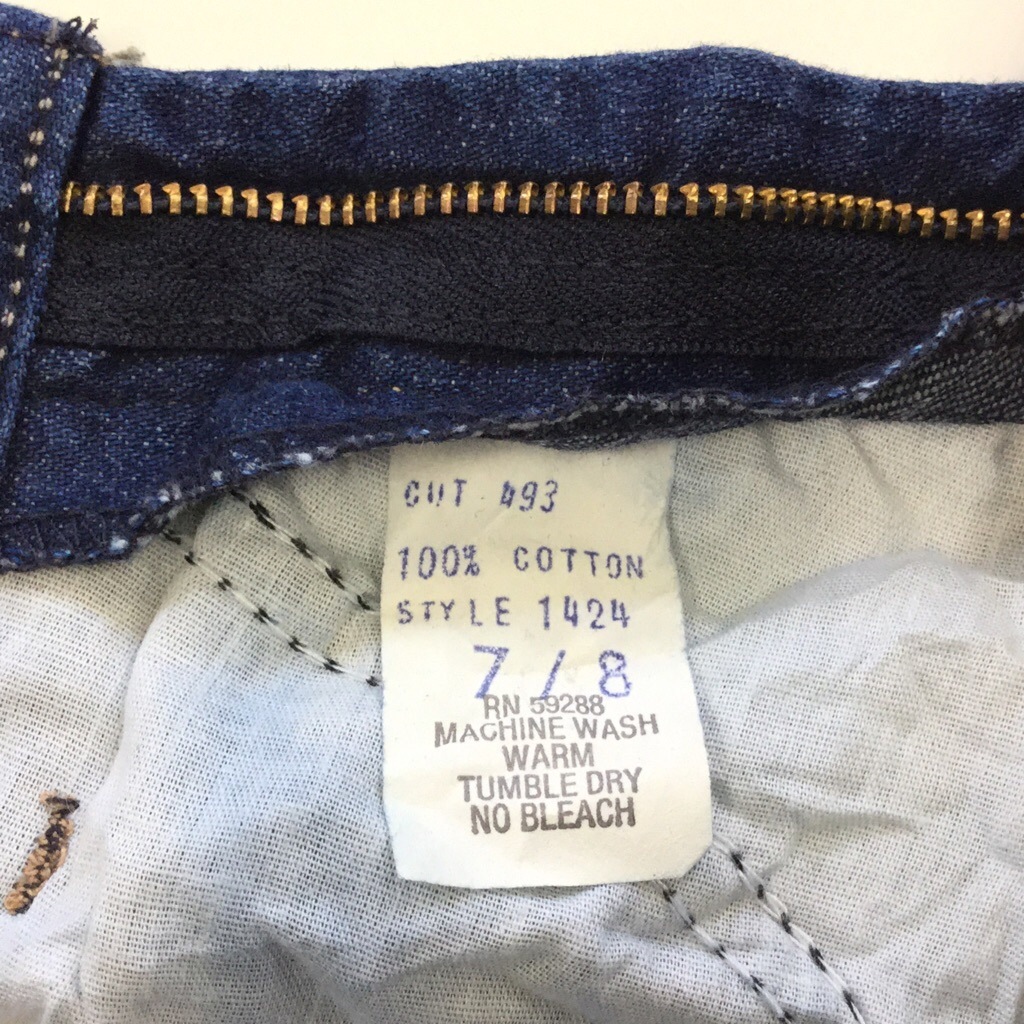 CUT 493
100% COTTON
STYLE 1424
7 / 8
RN 59288
MACHINE WASH
WARM
TUMBLE DRY
NO BLEACH